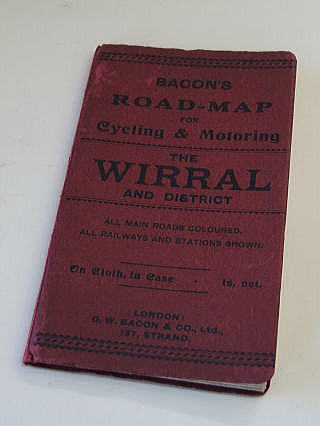 BACON'S
ROAD-MAP
FOR
Cycling & Motoring
THE
WIRRAL
AND DISTRICT
ALL MAIN ROADS COLOURED,
ALL RAILWAYS AND STATIONS SHOWN.
On Cloth, in Case . 1s. net.
LONDON:
G. W. BACON & CO., Ltd.,
127, STRAND.